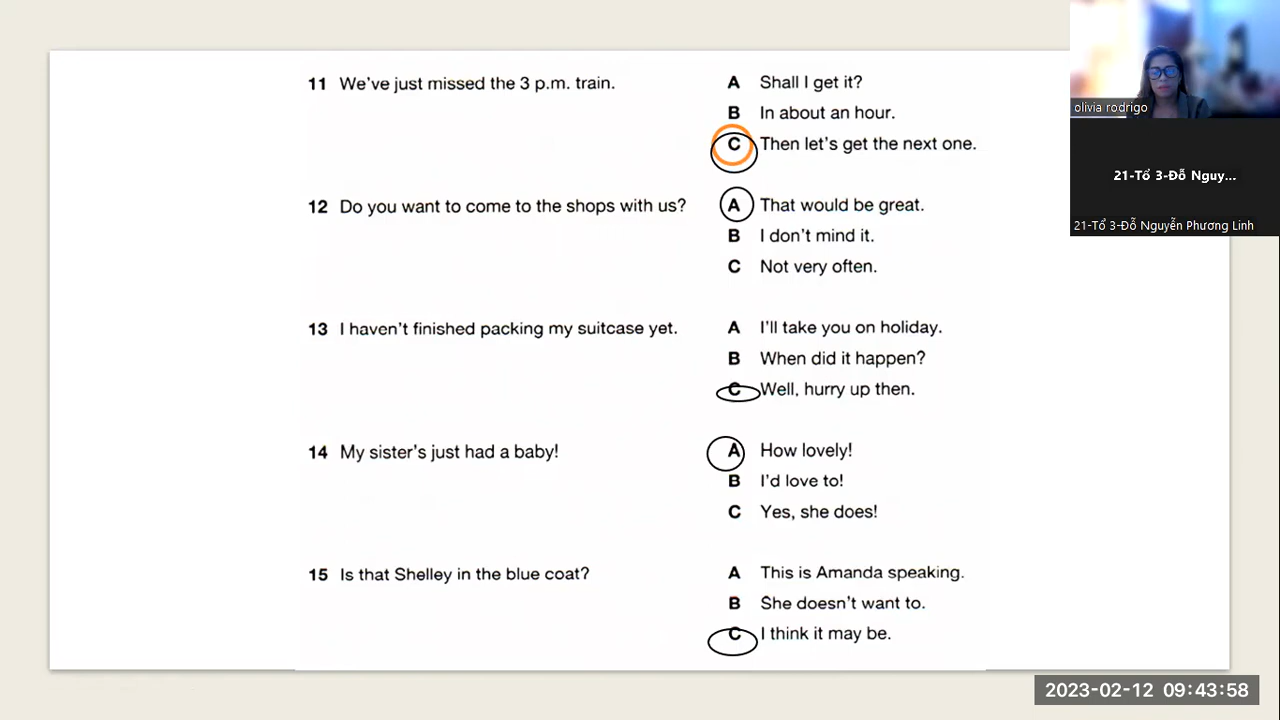 11 We've just missed the 3 p.m. train.
A Shall I get it?
B In about an hour.
C Then let's get the next one.
12 Do you want to come to the shops with us?
A That would be great.
B I don't mind it.
C Not very often.
13 I haven't finished packing my suitcase yet.
A I'll take you on holiday.
B When did it happen?
C Well, hurry up then.
14 My sister's just had a baby!
A How lovely!
B I'd love to!
C Yes, she does!
15 Is that Shelley in the blue coat?
A This is Amanda speaking.
B She doesn't want to.
C I think it may be.
olivia rodrigo
21-Tổ 3-Đỗ Nguy...
21-Tổ 3-Đỗ Nguyễn Phương Linh
2023-02-12 09:43:58